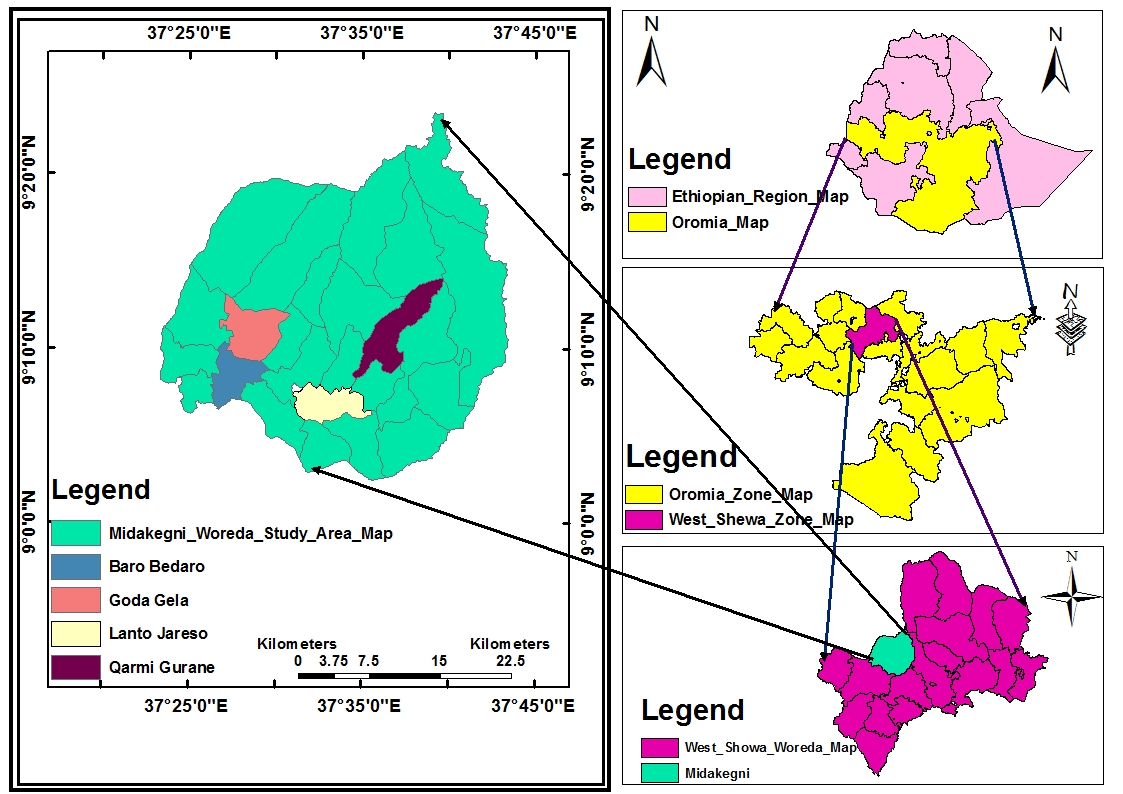 37°25'0"E 37°35'0"E 37°45'0"E
9°20'0"N
9°20'0"N
9°10'0"N
9°10'0"N
9°0'0"N
9°0'0"N
Legend
Midakegni_Woreda_Study_Area_Map
Baro Bedaro
Goda Gela
Lanto Jareso
Qarmi Gurane
Kilometers Kilometers
0 3.75 7.5 15 22.5
37°25'0"E 37°35'0"E 37°45'0"E
N
N
Legend
Ethiopian_Region_Map
Oromia_Map
N
Legend
Oromia_Zone_Map
West_Shewa_Zone_Map
N
Legend
West_Showa_Woreda_Map
Midakegni